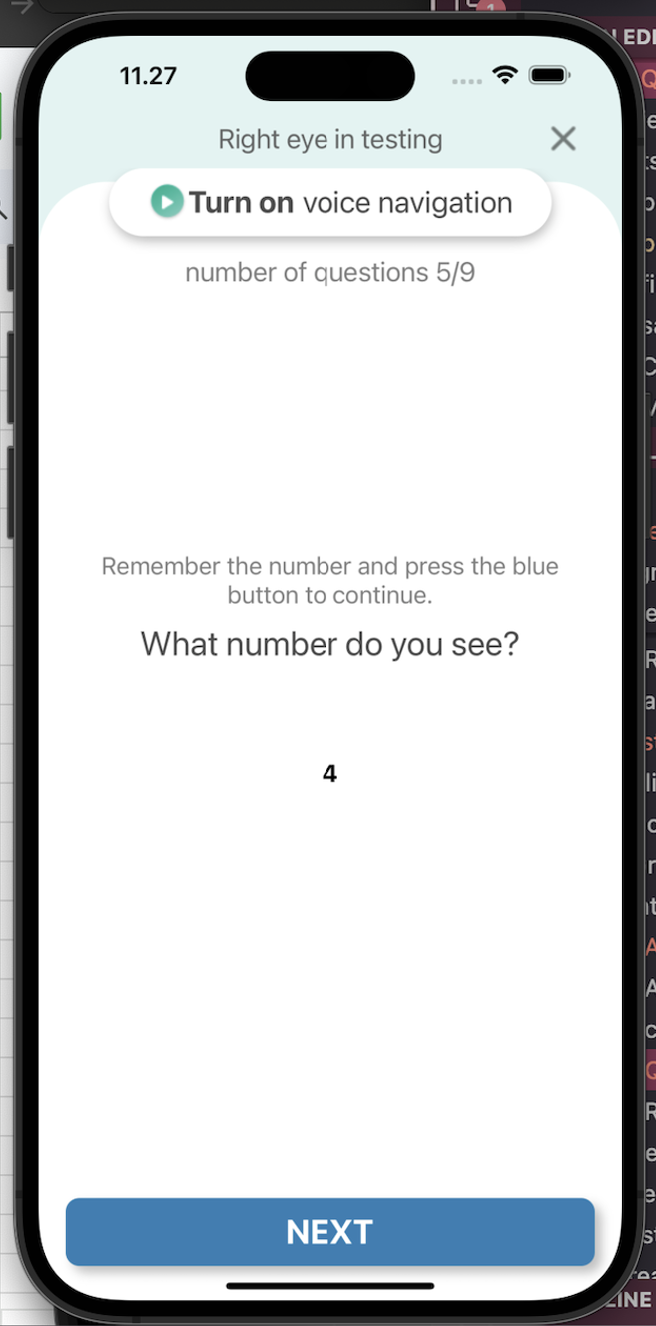 11.27
Right eye in testing
Turn on voice navigation
number of questions 5/9
Remember the number and press the blue
button to continue.
What number do you see?
4
NEXT